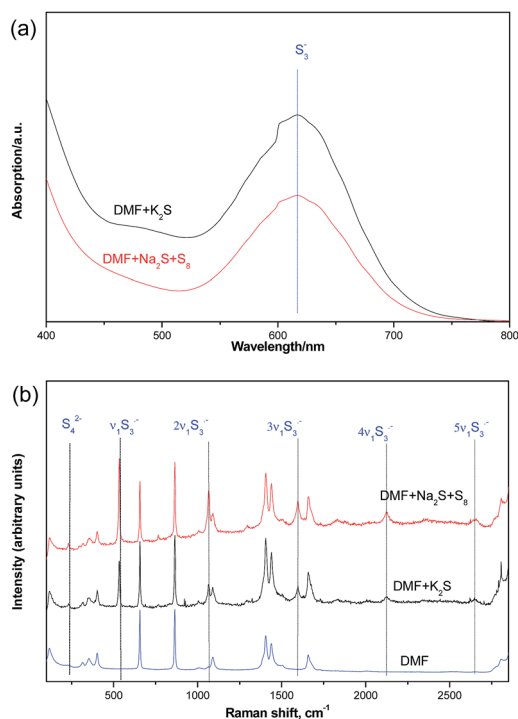 (a)
S₃⁻
Absorption/a.u.
DMF+K₂S
DMF+Na₂S+S₈
400 500 600 700 800
Wavelength/nm
(b)
S₄²⁻ ν₁S₃·⁻ 2ν₁S₃·⁻ 3ν₁S₃·⁻ 4ν₁S₃·⁻ 5ν₁S₃·⁻
Intensity (arbitrary units)
DMF+Na₂S+S₈
DMF+K₂S
DMF
500 1000 1500 2000 2500
Raman shift, cm⁻¹